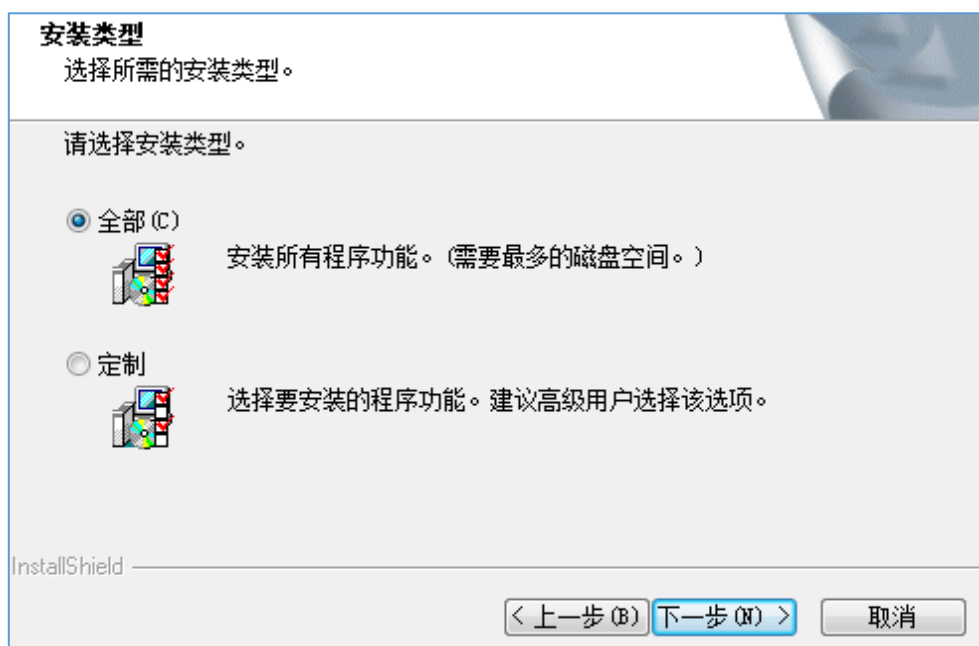 安装类型
选择所需的安装类型。
请选择安装类型。
全部(C)
安装所有程序功能。(需要最多的磁盘空间。)
定制
选择要安装的程序功能。建议高级用户选择该选项。
InstallShield
< 上一步(B) 下一步(N) > 取消